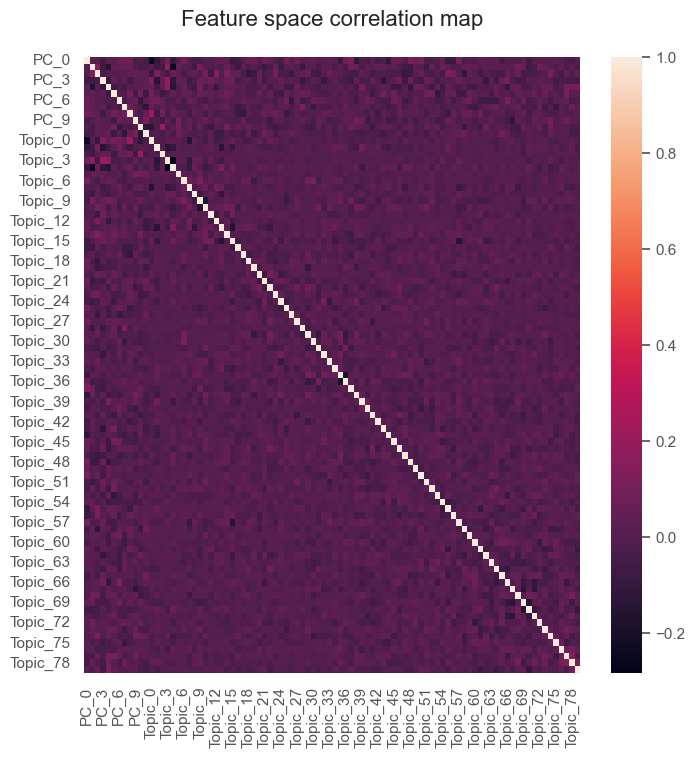 Feature space correlation map
PC_0
PC_3
PC_6
PC_9
Topic_0
Topic_3
Topic_6
Topic_9
Topic_12
Topic_15
Topic_18
Topic_21
Topic_24
Topic_27
Topic_30
Topic_33
Topic_36
Topic_39
Topic_42
Topic_45
Topic_48
Topic_51
Topic_54
Topic_57
Topic_60
Topic_63
Topic_66
Topic_69
Topic_72
Topic_75
Topic_78
PC_0
PC_3
PC_6
PC_9
Topic_0
Topic_3
Topic_6
Topic_9
Topic_12
Topic_15
Topic_18
Topic_21
Topic_24
Topic_27
Topic_30
Topic_33
Topic_36
Topic_39
Topic_42
Topic_45
Topic_48
Topic_51
Topic_54
Topic_57
Topic_60
Topic_63
Topic_66
Topic_69
Topic_72
Topic_75
Topic_78
1.0
0.8
0.6
0.4
0.2
0.0
−0.2